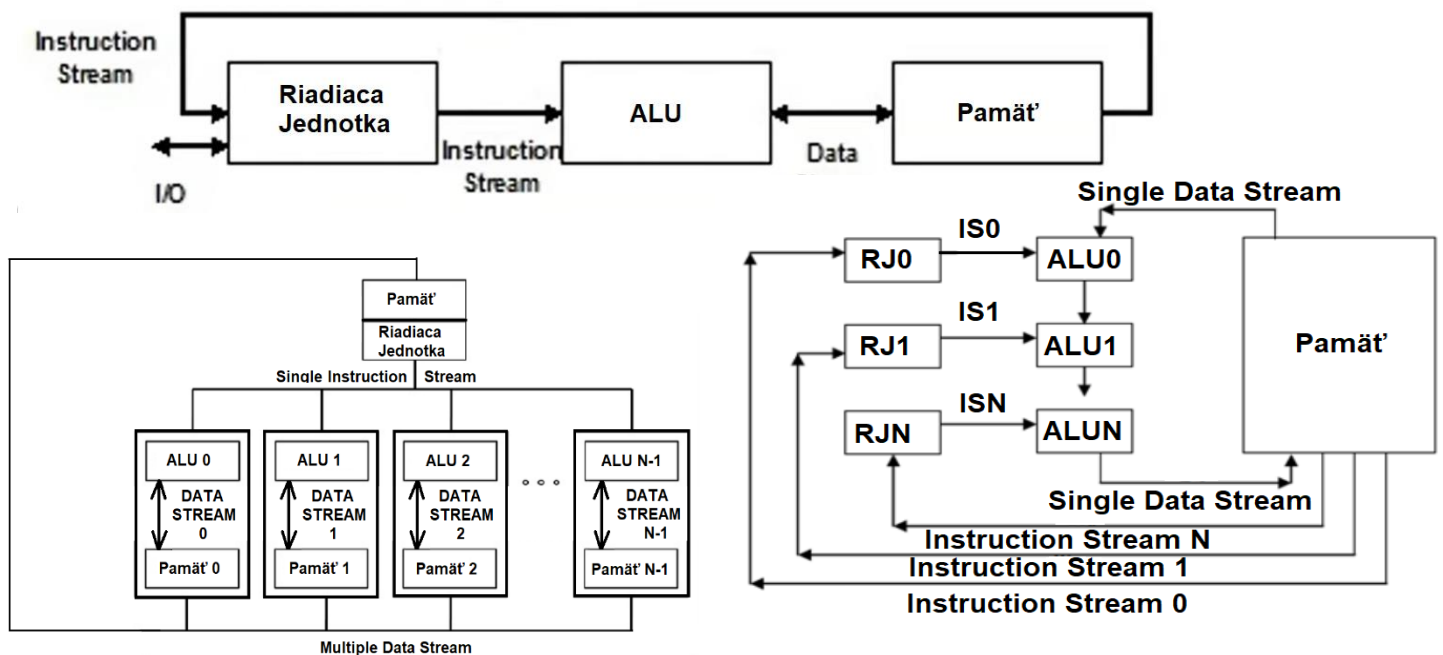 Instruction
Stream
Riadiaca
Jednotka
ALU
Pamäť
Instruction
Stream
Data
I/O
Single Data Stream
RJ0
IS0
ALU0
RJ1
IS1
ALU1
Pamäť
RJN
ISN
ALUN
Single Data Stream
Instruction Stream N
Instruction Stream 1
Instruction Stream 0
Pamäť
Riadiaca
Jednotka
Single Instruction Stream
ALU 0
DATA
STREAM
0
Pamäť 0
ALU 1
DATA
STREAM
1
Pamäť 1
ALU 2
DATA
STREAM
2
Pamäť 2
ALU N-1
DATA
STREAM
N-1
Pamäť N-1
Multiple Data Stream